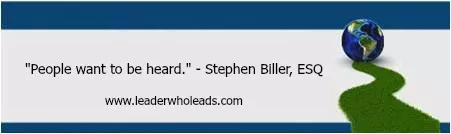 "People want to be heard." - Stephen Biller, ESQ
www.leaderwholeads.com